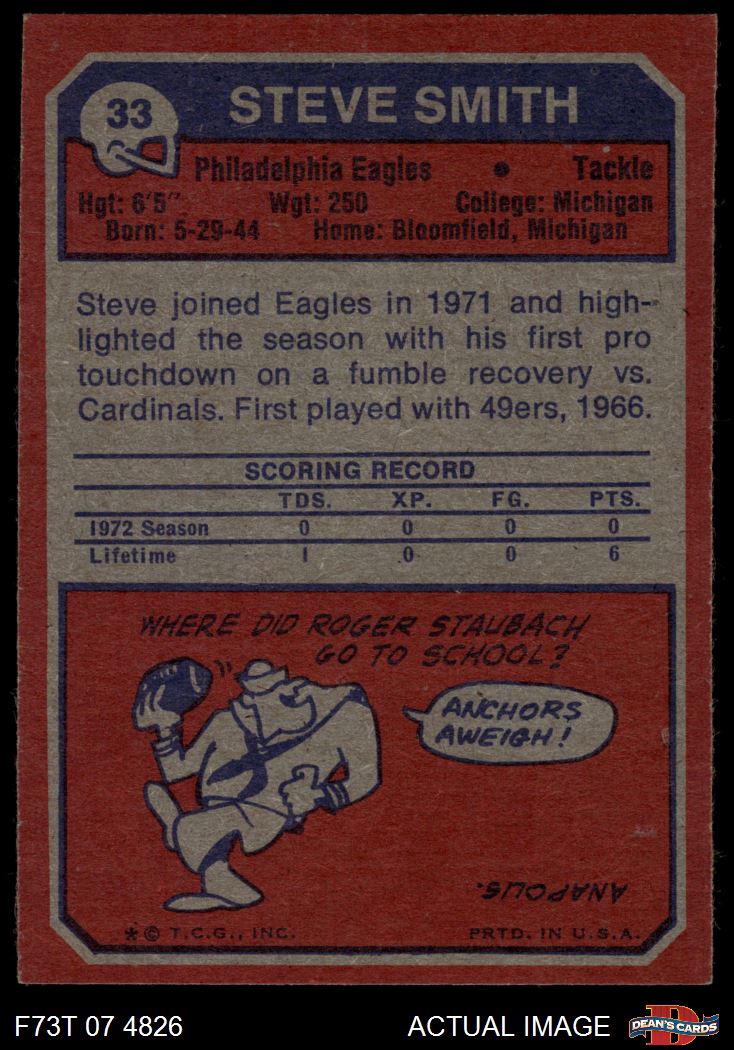 33
STEVE SMITH
Philadelphia Eagles • Tackle
Hgt: 6'5" Wgt: 250 College: Michigan
Born: 5-29-44 Home: Bloomfield, Michigan
Steve joined Eagles in 1971 and high-
lighted the season with his first pro
touchdown on a fumble recovery vs.
Cardinals. First played with 49ers, 1966.
SCORING RECORD
TDS. XP. FG. PTS.
1972 Season 0 0 0 0
Lifetime 1 0 0 6
WHERE DID ROGER STAUBACH
GO TO SCHOOL?
ANCHORS
AWEIGH!
ANAPOLIS.
* © T.C.G., INC. PRTD. IN U.S.A.
F73T 07 4826 ACTUAL IMAGE D DEAN'S CARDS